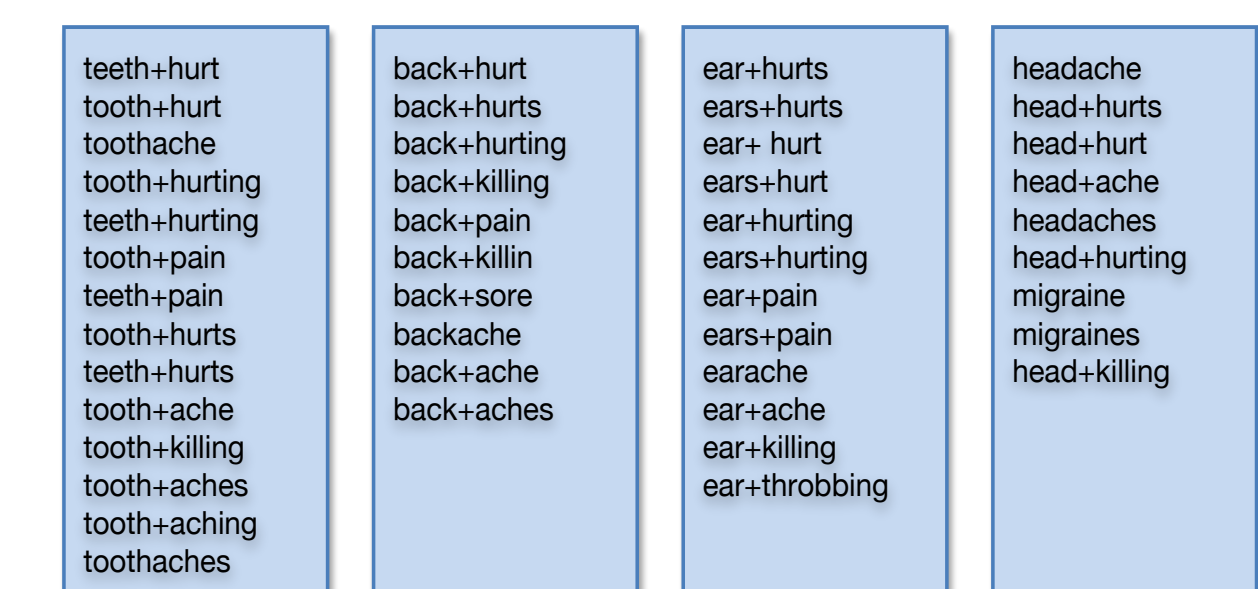 teeth+hurt
tooth+hurt
toothache
tooth+hurting
teeth+hurting
tooth+pain
teeth+pain
tooth+hurts
teeth+hurts
tooth+ache
tooth+killing
tooth+aches
tooth+aching
toothaches
back+hurt
back+hurts
back+hurting
back+killing
back+pain
back+killin
back+sore
backache
back+ache
back+aches
ear+hurts
ears+hurts
ear+ hurt
ears+hurt
ear+hurting
ears+hurting
ear+pain
ears+pain
earache
ear+ache
ear+killing
ear+throbbing
headache
head+hurts
head+hurt
head+ache
headaches
head+hurting
migraine
migraines
head+killing